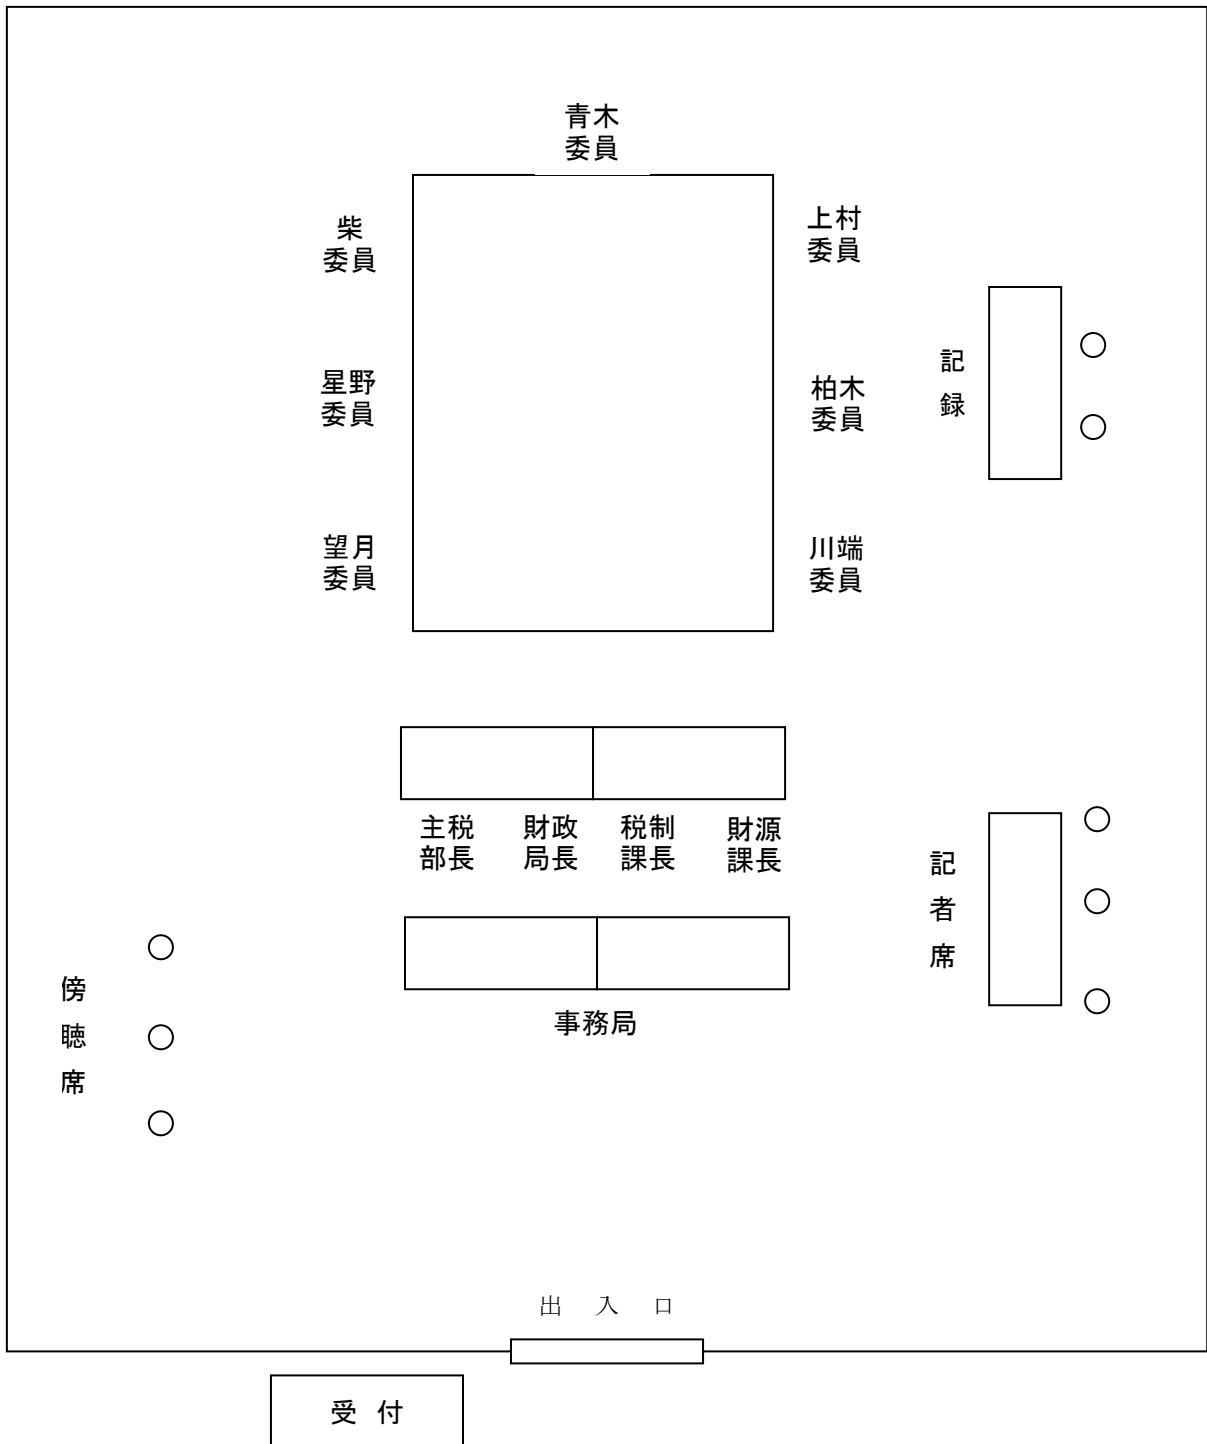 青木
委員
柴
委員
上村
委員
星野
委員
柏木
委員
記
録
望月
委員
川端
委員
主税
部長
財政
局長
税制
課長
財源
課長
記
者
席
傍
聴
席
事務局
出 入 口
受 付